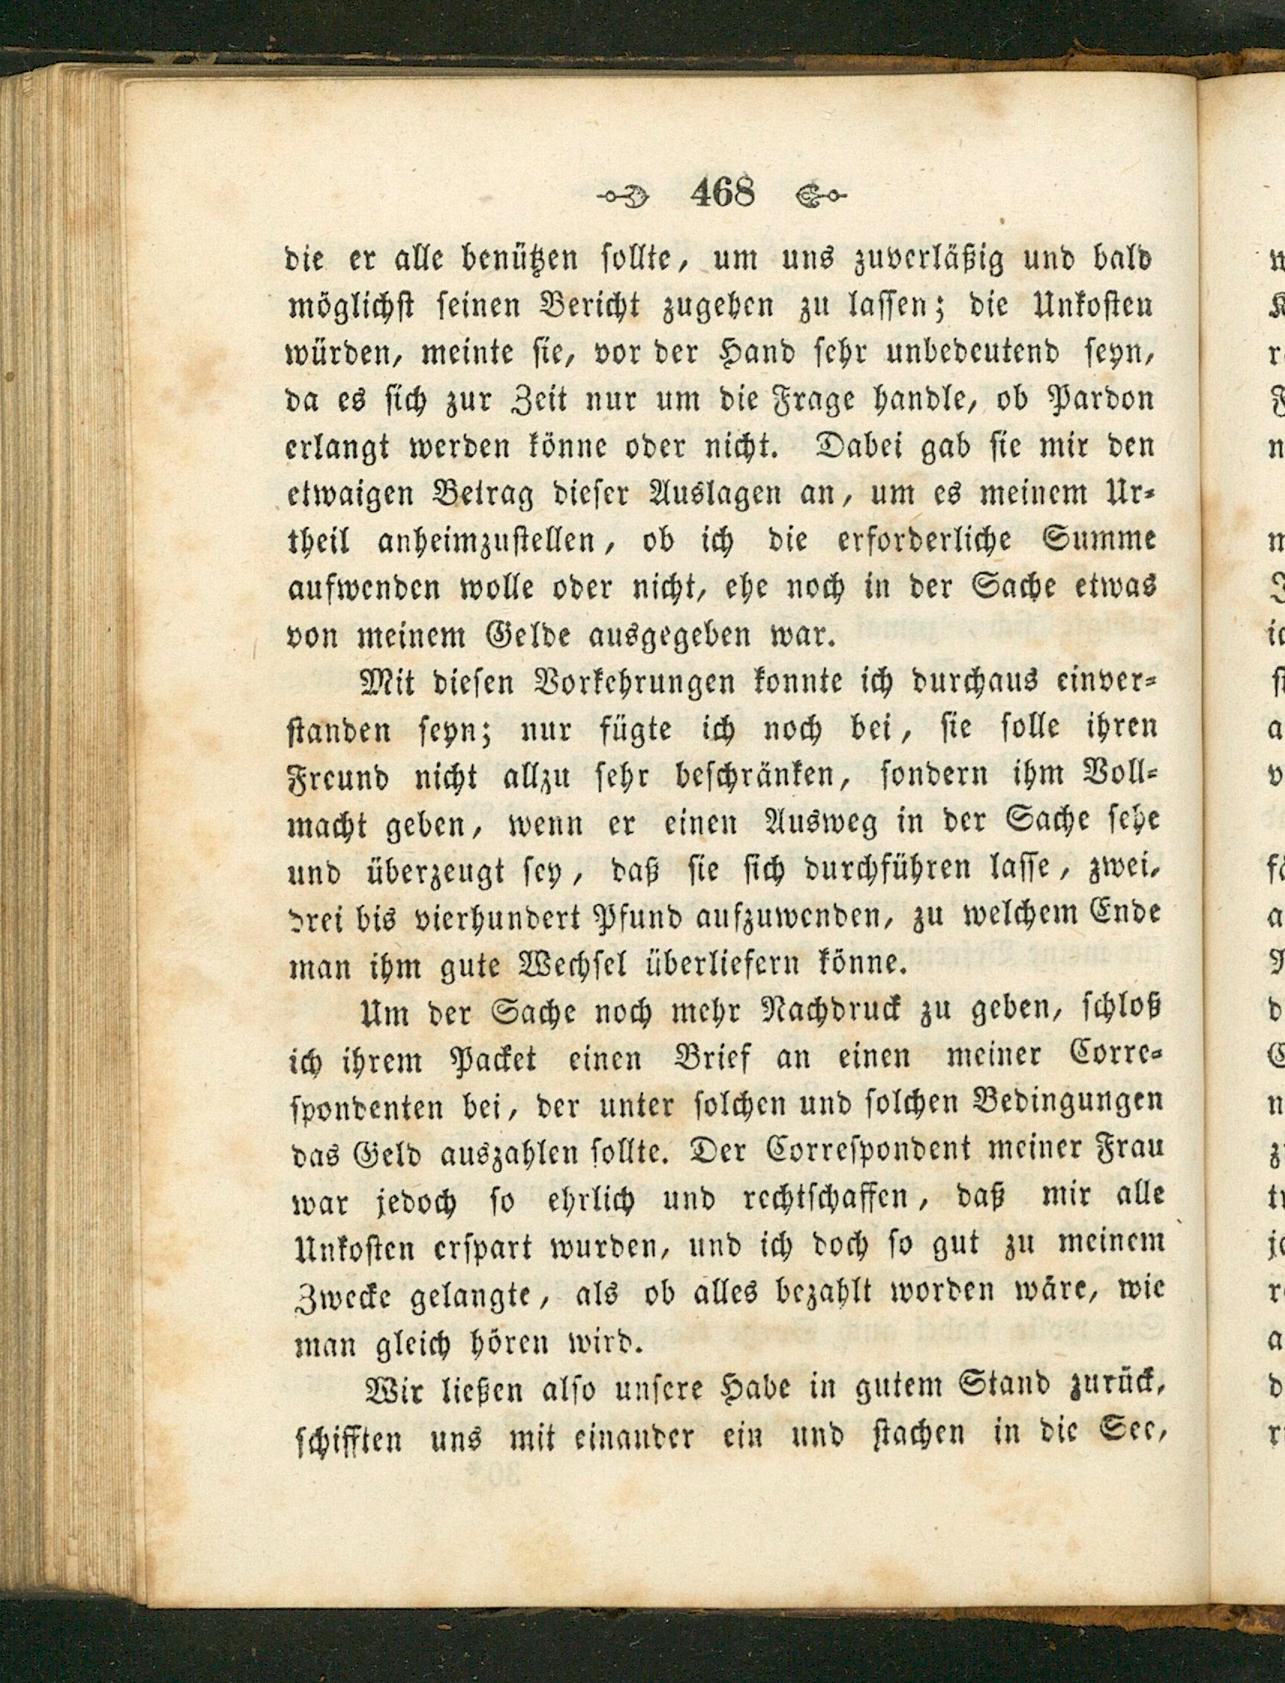 468
die er alle benützen sollte, um uns zuverläßig und bald
möglichst seinen Bericht zugehen zu lassen; die Unkosten
würden, meinte sie, vor der Hand sehr unbedeutend seyn,
da es sich zur Zeit nur um die Frage handle, ob Pardon
erlangt werden könne oder nicht. Dabei gab sie mir den
etwaigen Betrag dieser Auslagen an, um es meinem Ur-
theil anheimzustellen, ob ich die erforderliche Summe
aufwenden wolle oder nicht, ehe noch in der Sache etwas
von meinem Gelde ausgegeben war.
Mit diesen Vorkehrungen konnte ich durchaus einver-
standen seyn; nur fügte ich noch bei, sie solle ihren
Freund nicht allzu sehr beschränken, sondern ihm Voll-
macht geben, wenn er einen Ausweg in der Sache sehe
und überzeugt sey, daß sie sich durchführen lasse, zwei,
drei bis vierhundert Pfund aufzuwenden, zu welchem Ende
man ihm gute Wechsel überliefern könne.
Um der Sache noch mehr Nachdruck zu geben, schloß
ich ihrem Packet einen Brief an einen meiner Corre-
spondenten bei, der unter solchen und solchen Bedingungen
das Geld auszahlen sollte. Der Correspondent meiner Frau
war jedoch so ehrlich und rechtschaffen, daß mir alle
Unkosten erspart wurden, und ich doch so gut zu meinem
Zwecke gelangte, als ob alles bezahlt worden wäre, wie
man gleich hören wird.
Wir ließen also unsere Habe in gutem Stand zurück,
schifften uns mit einander ein und stachen in die See,